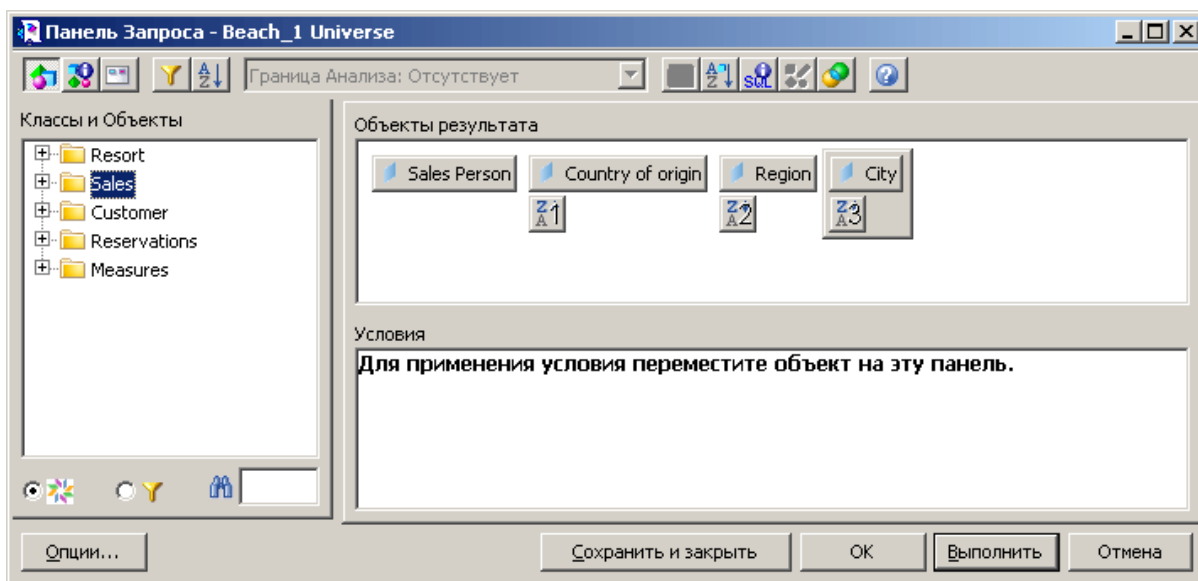 Панель Запроса - Beach_1 Universe
Граница Анализа: Отсутствует
SQL
Классы и Объекты
Resort
Sales
Customer
Reservations
Measures
Объекты результата
Sales Person Country of origin Region City
Z A 1 Z A 2 Z A 3
Условия
Для применения условия переместите объект на эту панель.
Опции... Сохранить и закрыть OK Выполнить Отмена